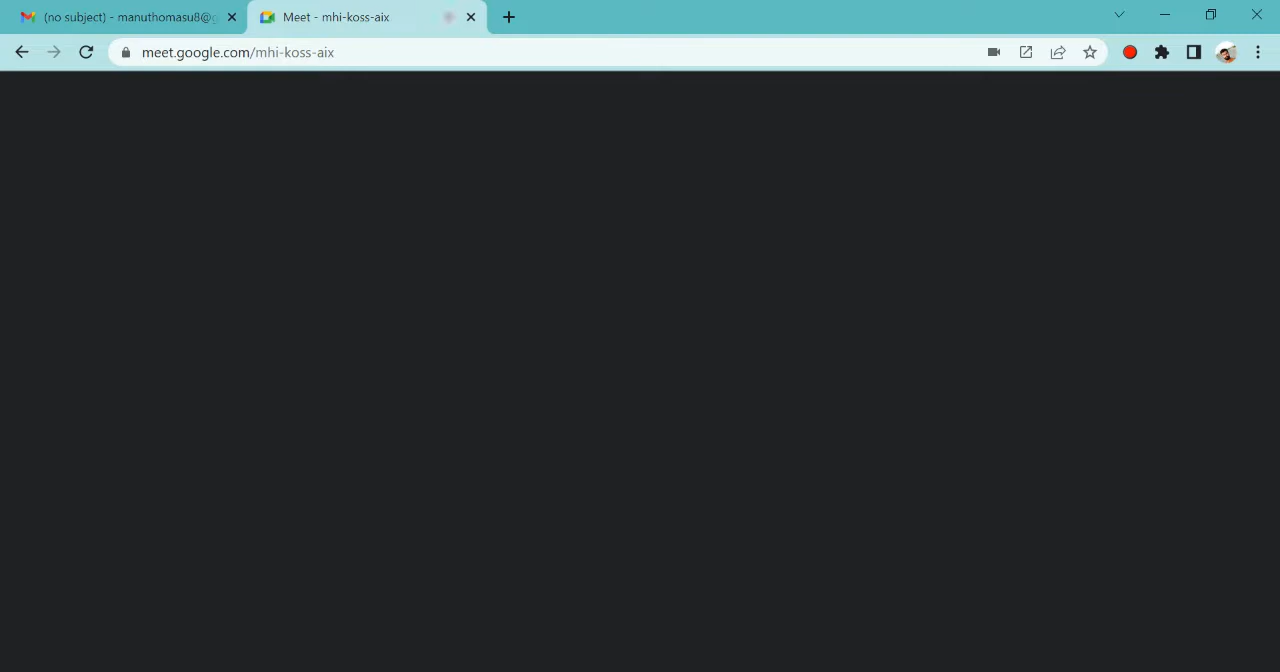 (no subject) - manuthomasu8@g
Meet - mhi-koss-aix
meet.google.com/mhi-koss-aix